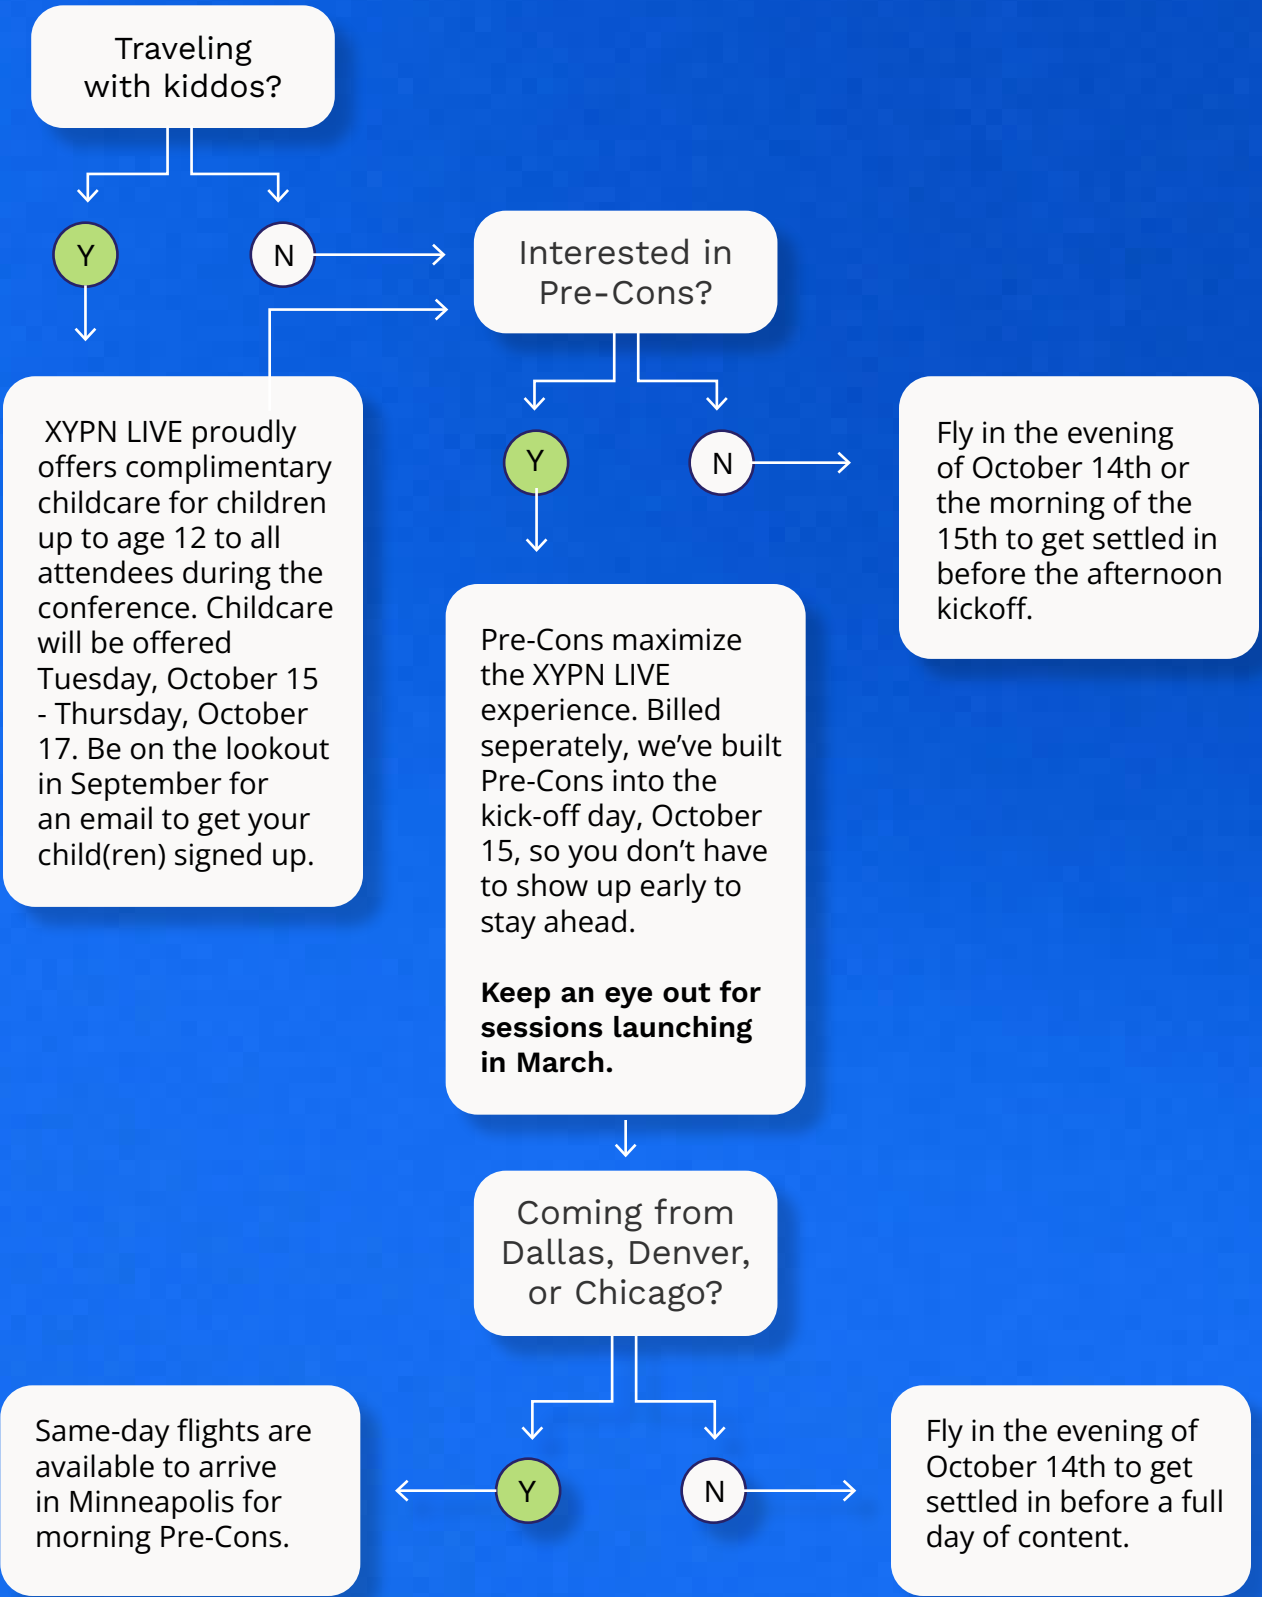 Traveling
with kiddos?
Y
N
Interested in
Pre-Cons?
XYPN LIVE proudly
offers complimentary
childcare for children
up to age 12 to all
attendees during the
conference. Childcare
will be offered
Tuesday, October 15
- Thursday, October
17. Be on the lookout
in September for
an email to get your
child(ren) signed up.
Y
N
Fly in the evening
of October 14th or
the morning of the
15th to get settled in
before the afternoon
kickoff.
Pre-Cons maximize
the XYPN LIVE
experience. Billed
seperately, we’ve built
Pre-Cons into the
kick-off day, October
15, so you don’t have
to show up early to
stay ahead.
Keep an eye out for
sessions launching
in March.
Coming from
Dallas, Denver,
or Chicago?
Y
N
Same-day flights are
available to arrive
in Minneapolis for
morning Pre-Cons.
Fly in the evening of
October 14th to get
settled in before a full
day of content.